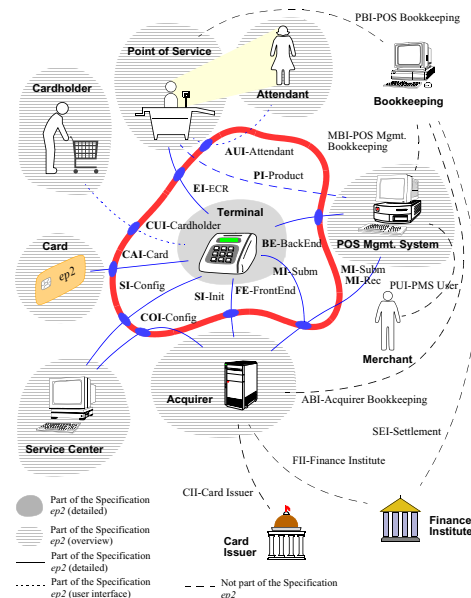 PBI-POS Bookkeeping
Point of Service
Cardholder
Attendant
Bookkeeping
MBI-POS Mgmt.
Bookkeeping
AUI-Attendant
PI-Product
EI-ECR
Terminal
CUI-Cardholder
BE-BackEnd
POS Mgmt. System
Card
CAI-Card
ep2
SI-Config
MI-Subm
SI-Init
FE-FrontEnd
MI-Subm
MI-Rec
PUI-PMS User
COI-Config
Merchant
Acquirer
ABI-Acquirer Bookkeeping
Service Center
SEI-Settlement
FII-Finance Institute
CII-Card Issuer
Part of the Specification
ep2 (detailed)
Part of the Specification
ep2 (overview)
Part of the Specification
ep2 (detailed)
Part of the Specification
ep2 (user interface)
Card
Issuer
Finance
Institute
Not part of the Specification
ep2